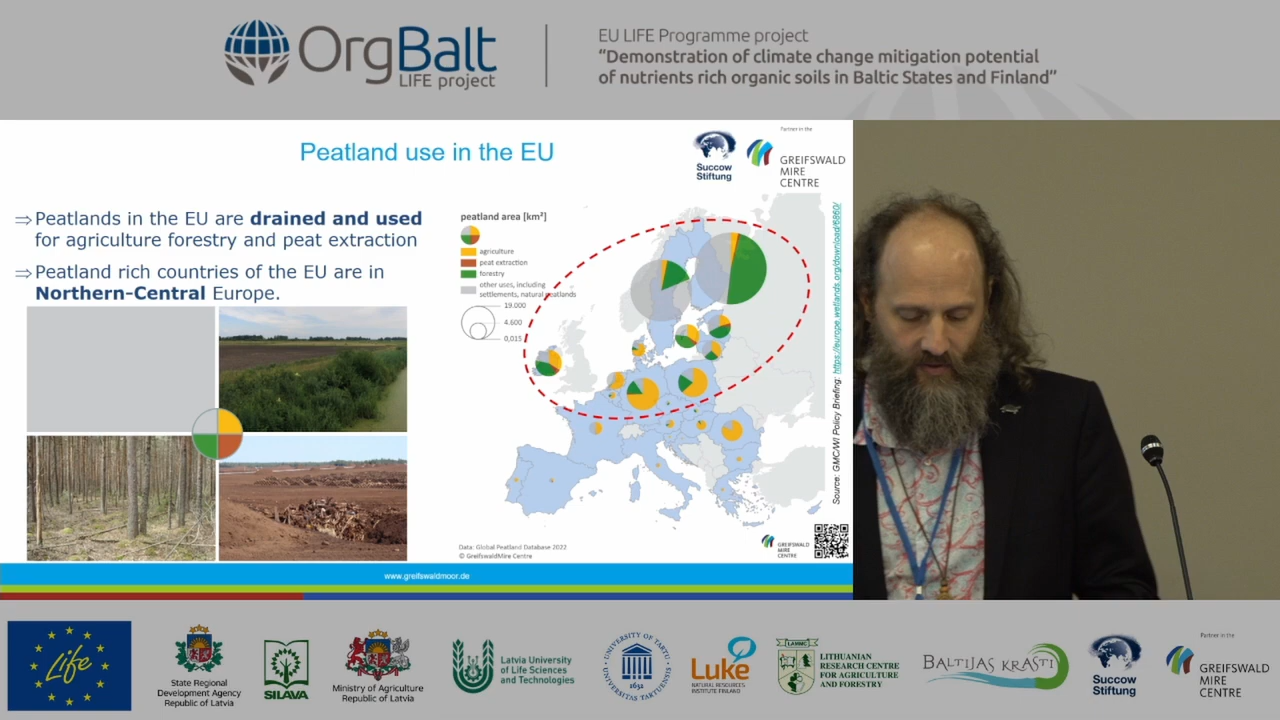 OrgBalt
LIFE project
EU LIFE Programme project
“Demonstration of climate change mitigation potential
of nutrients rich organic soils in Baltic States and Finland”
Peatland use in the EU
Succow
Stiftung
Partner in the
GREIFSWALD
MIRE
CENTRE
⇒Peatlands in the EU are drained and used
for agriculture forestry and peat extraction
⇒Peatland rich countries of the EU are in
Northern-Central Europe.
peatland area [km²]
agriculture
peat extraction
forestry
other uses, including
settlements, natural peatlands
19.000
4.600
0,015
Source: GMC/WI Policy Briefing: https://europe.wetlands.org/download/6860/
Data: Global Peatland Database 2022
© GreifswaldMire Centre
GREIFSWALD
MIRE
CENTRE
www.greifswaldmoor.de
Life
State Regional
Development Agency
Republic of Latvia
SILAVA
Ministry of Agriculture
Republic of Latvia
Latvia University
of Life Sciences
and Technologies
UNIVERSITY OF TARTU
UNIVERSITAS TARTUENSIS
1632
Luke
NATURAL RESOURCES
INSTITUTE FINLAND
LAMMC
LITHUANIAN
RESEARCH CENTRE
FOR AGRICULTURE
AND FORESTRY
BALTIJAS KRASTI
Succow
Stiftung
Partner in the
GREIFSWALD
MIRE
CENTRE